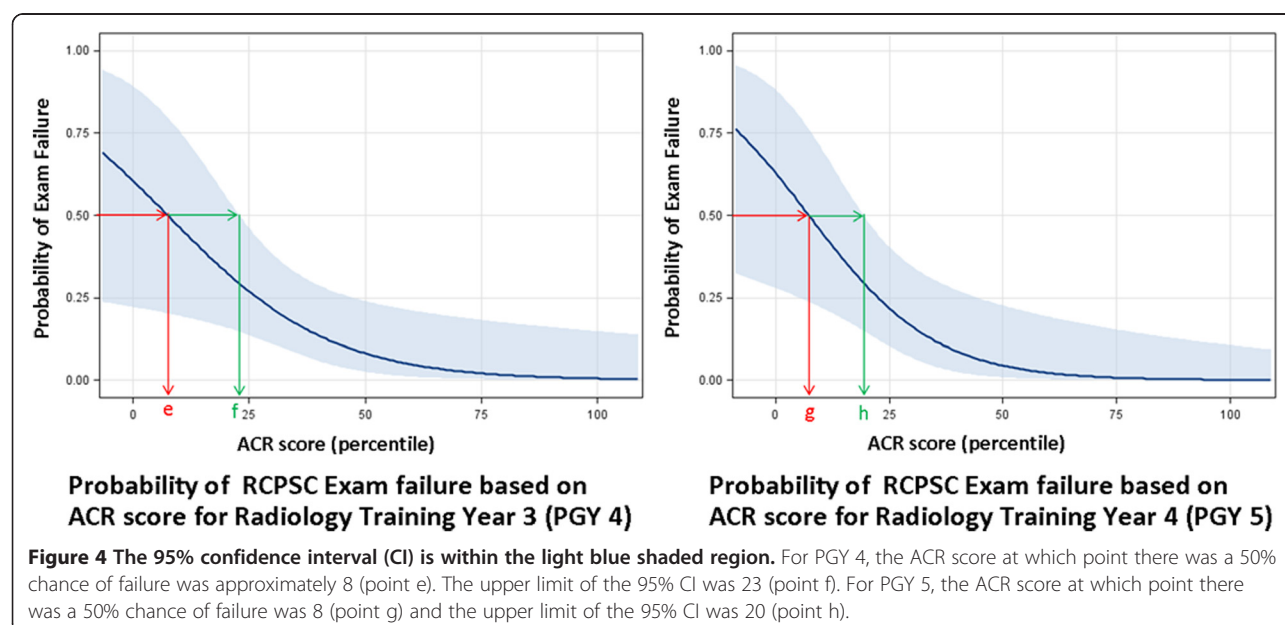 1.00
0.75
0.50
0.25
0.00
Probability of Exam Failure
0
e
f
25
50
75
100
ACR score (percentile)
Probability of RCPSC Exam failure based on
ACR score for Radiology Training Year 3 (PGY 4)
1.00
0.75
0.50
0.25
0.00
Probability of Exam Failure
0
g
h
25
50
75
100
ACR score (percentile)
Probability of RCPSC Exam failure based on
ACR score for Radiology Training Year 4 (PGY 5)
Figure 4 The 95% confidence interval (CI) is within the light blue shaded region. For PGY 4, the ACR score at which point there was a 50%
chance of failure was approximately 8 (point e). The upper limit of the 95% CI was 23 (point f). For PGY 5, the ACR score at which point there
was a 50% chance of failure was 8 (point g) and the upper limit of the 95% CI was 20 (point h).